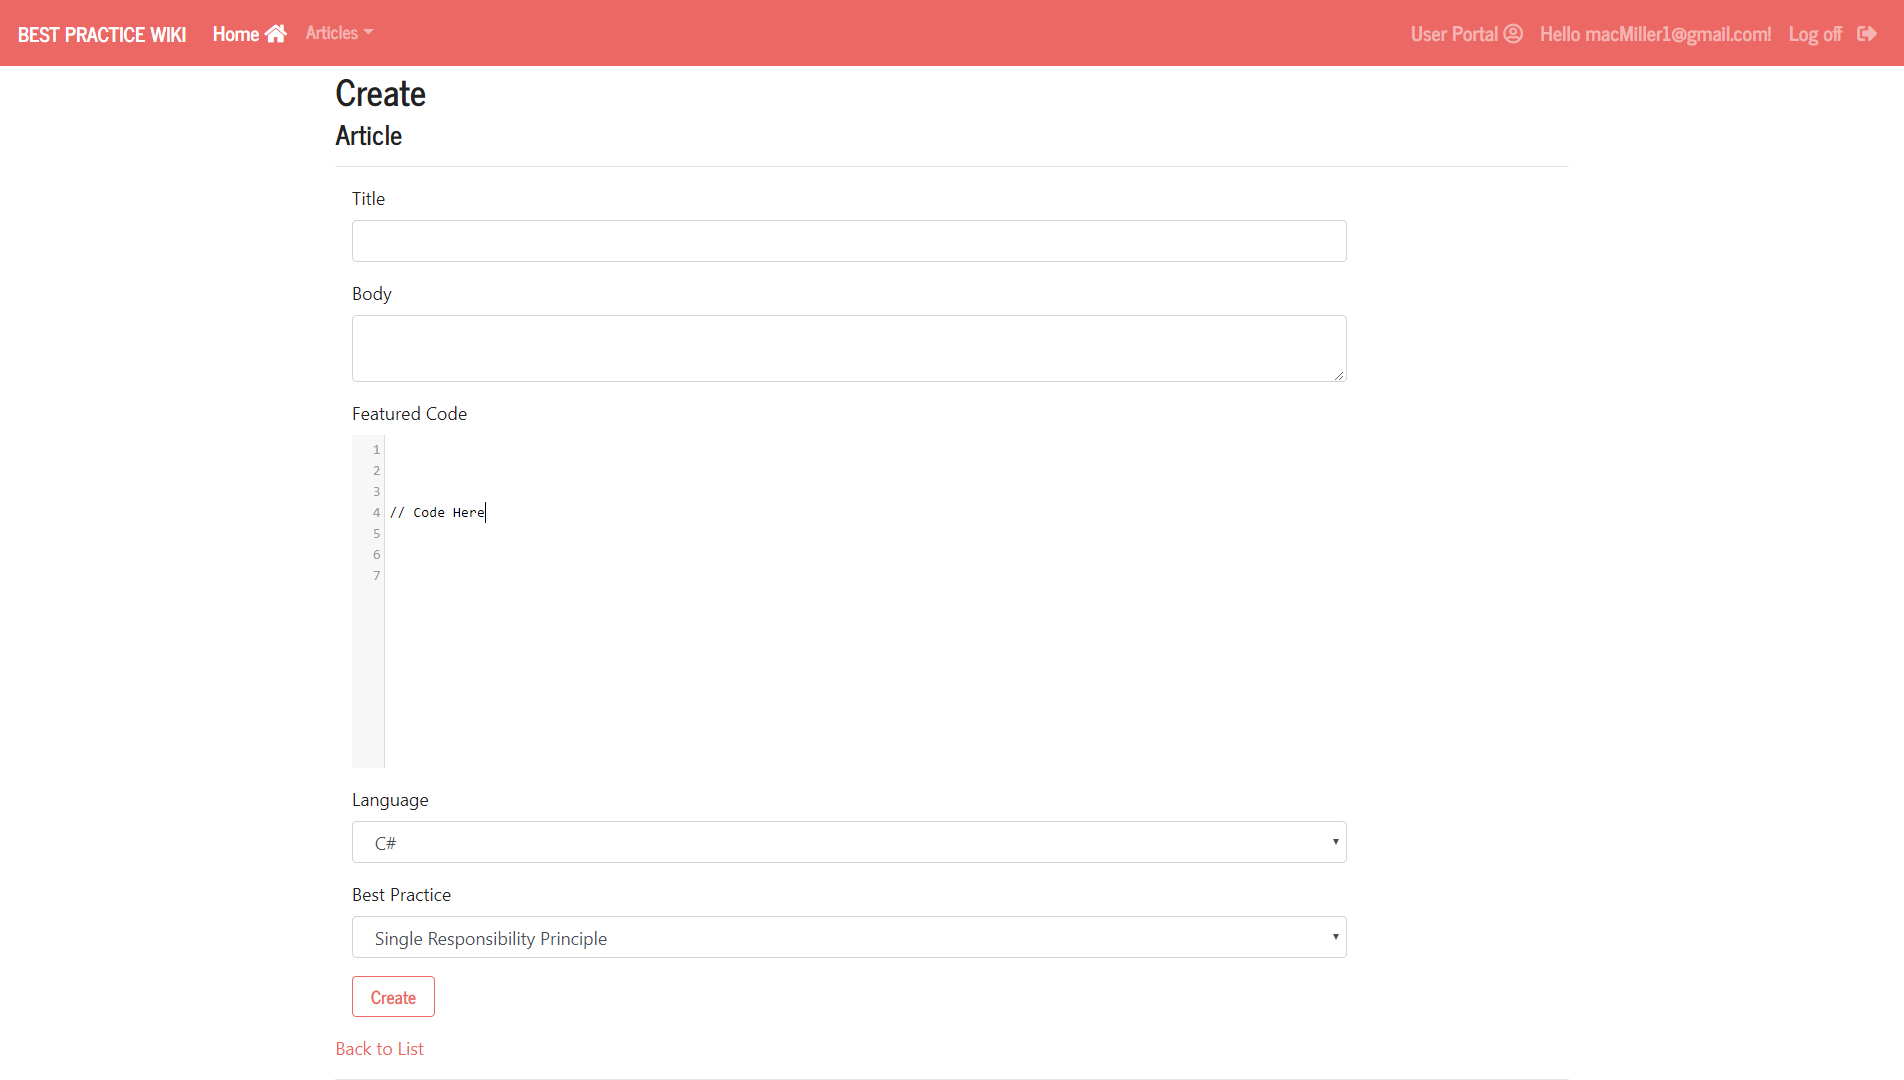 BEST PRACTICE WIKI Home Articles User Portal Hello macMiller1@gmail.com! Log off
Create
Article
Title
Body
Featured Code
1
2
3
4 // Code Here
5
6
7
Language
C#
Best Practice
Single Responsibility Principle
Create
Back to List